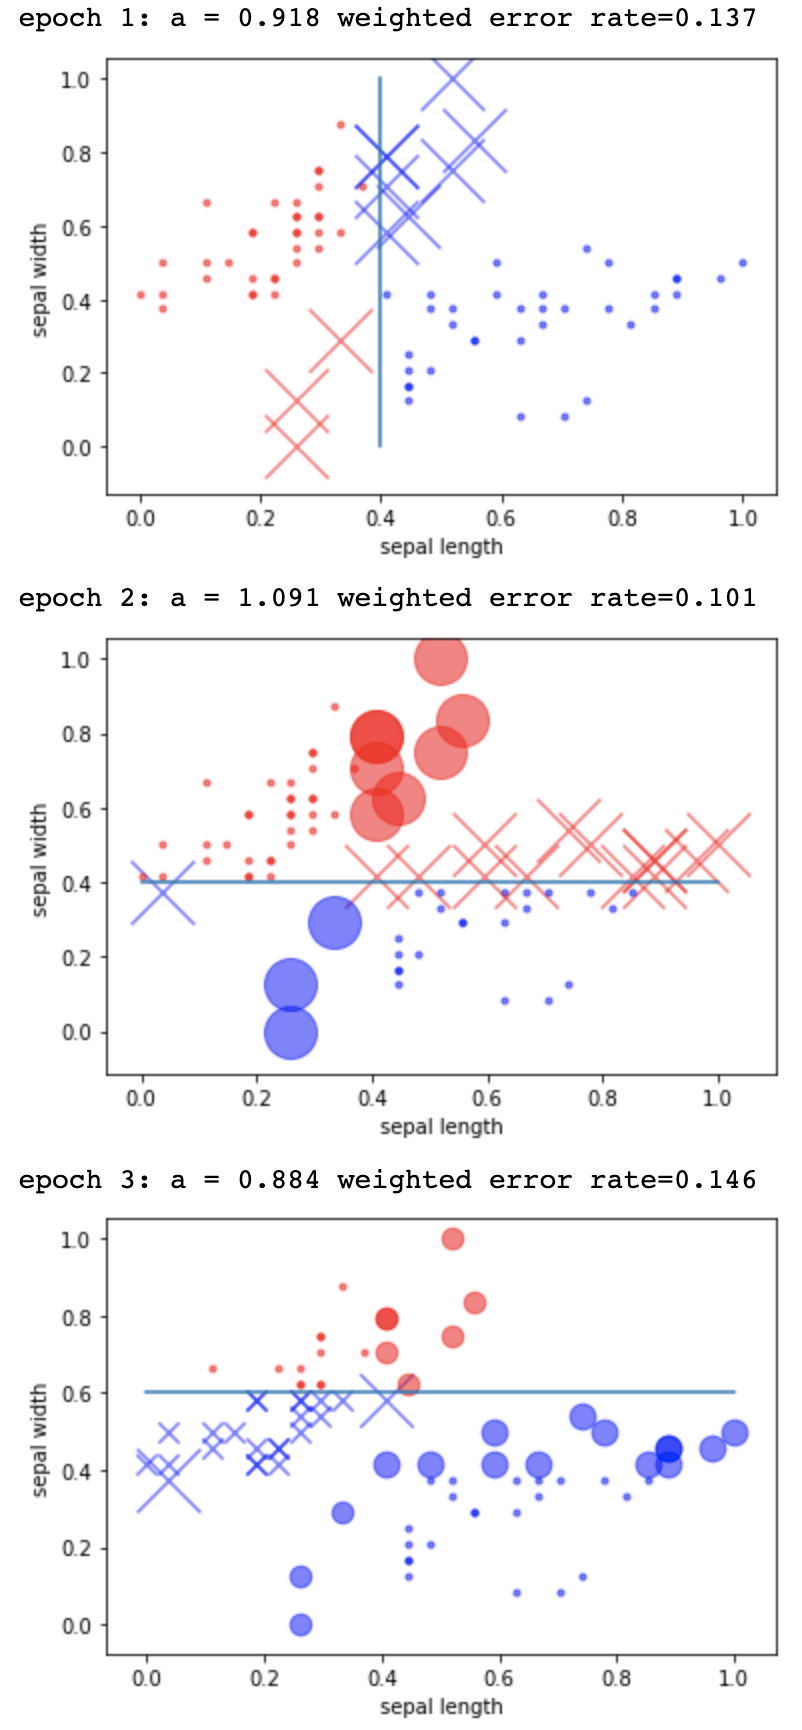 epoch 1: a = 0.918 weighted error rate=0.137
1.0
0.8
0.6
0.4
0.2
0.0
sepal width
0.0 0.2 0.4 0.6 0.8 1.0
sepal length
epoch 2: a = 1.091 weighted error rate=0.101
1.0
0.8
0.6
0.4
0.2
0.0
sepal width
0.0 0.2 0.4 0.6 0.8 1.0
sepal length
epoch 3: a = 0.884 weighted error rate=0.146
1.0
0.8
0.6
0.4
0.2
0.0
sepal width
0.0 0.2 0.4 0.6 0.8 1.0
sepal length